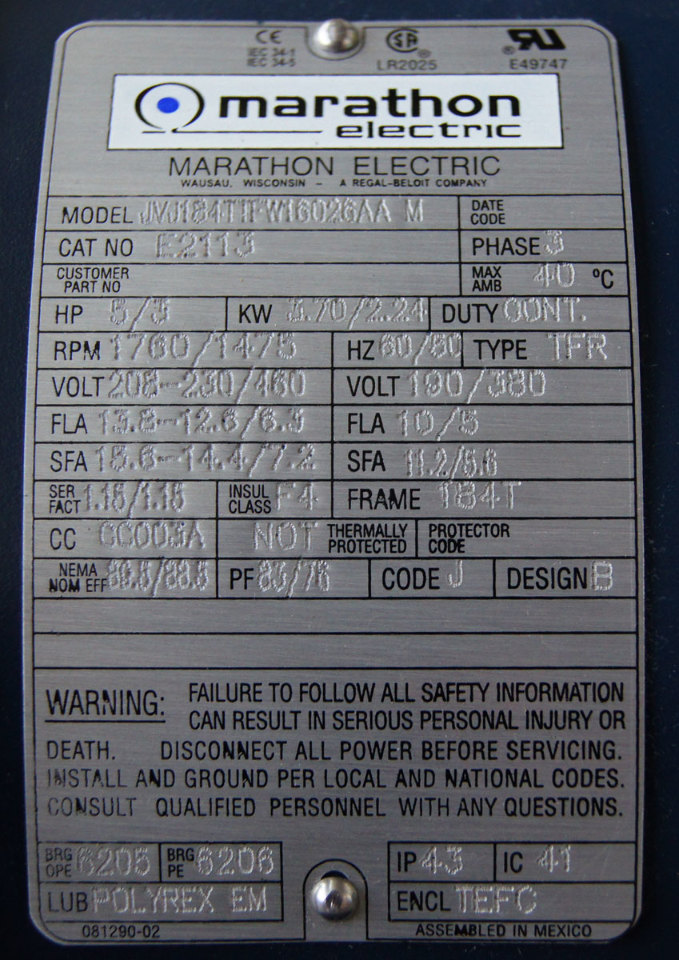 CE IEC 34-1 IEC 34-5
SA LR2025
RU E49747
marathon
electric
MARATHON ELECTRIC
WAUSAU, WISCONSIN – A REGAL-BELOIT COMPANY
MODEL JVJ184TTFW16026AA M DATE CODE
CAT NO E2113 PHASE 3
CUSTOMER PART NO MAX AMB 40 °C
HP 5/3 KW 3.70/2.24 DUTY CONT.
RPM 1760/1475 HZ 60/50 TYPE TFR
VOLT 208-230/460 VOLT 190/380
FLA 13.8-12.6/6.3 FLA 10/5
SFA 15.6-14.4/7.2 SFA 11.2/5.6
SER FACT 1.15/1.15 INSUL CLASS F4 FRAME 184T
CC CC003A NOT THERMALLY PROTECTED PROTECTOR CODE
NEMA NOM EFF 89.5/88.5 PF 83/76 CODE J DESIGN B
WARNING: FAILURE TO FOLLOW ALL SAFETY INFORMATION
CAN RESULT IN SERIOUS PERSONAL INJURY OR
DEATH. DISCONNECT ALL POWER BEFORE SERVICING.
INSTALL AND GROUND PER LOCAL AND NATIONAL CODES.
CONSULT QUALIFIED PERSONNEL WITH ANY QUESTIONS.
BRG OPE 6205 BRG PE 6206 IP 43 IC 41
LUB POLYREX EM ENCL TEFC
081290-02 ASSEMBLED IN MEXICO